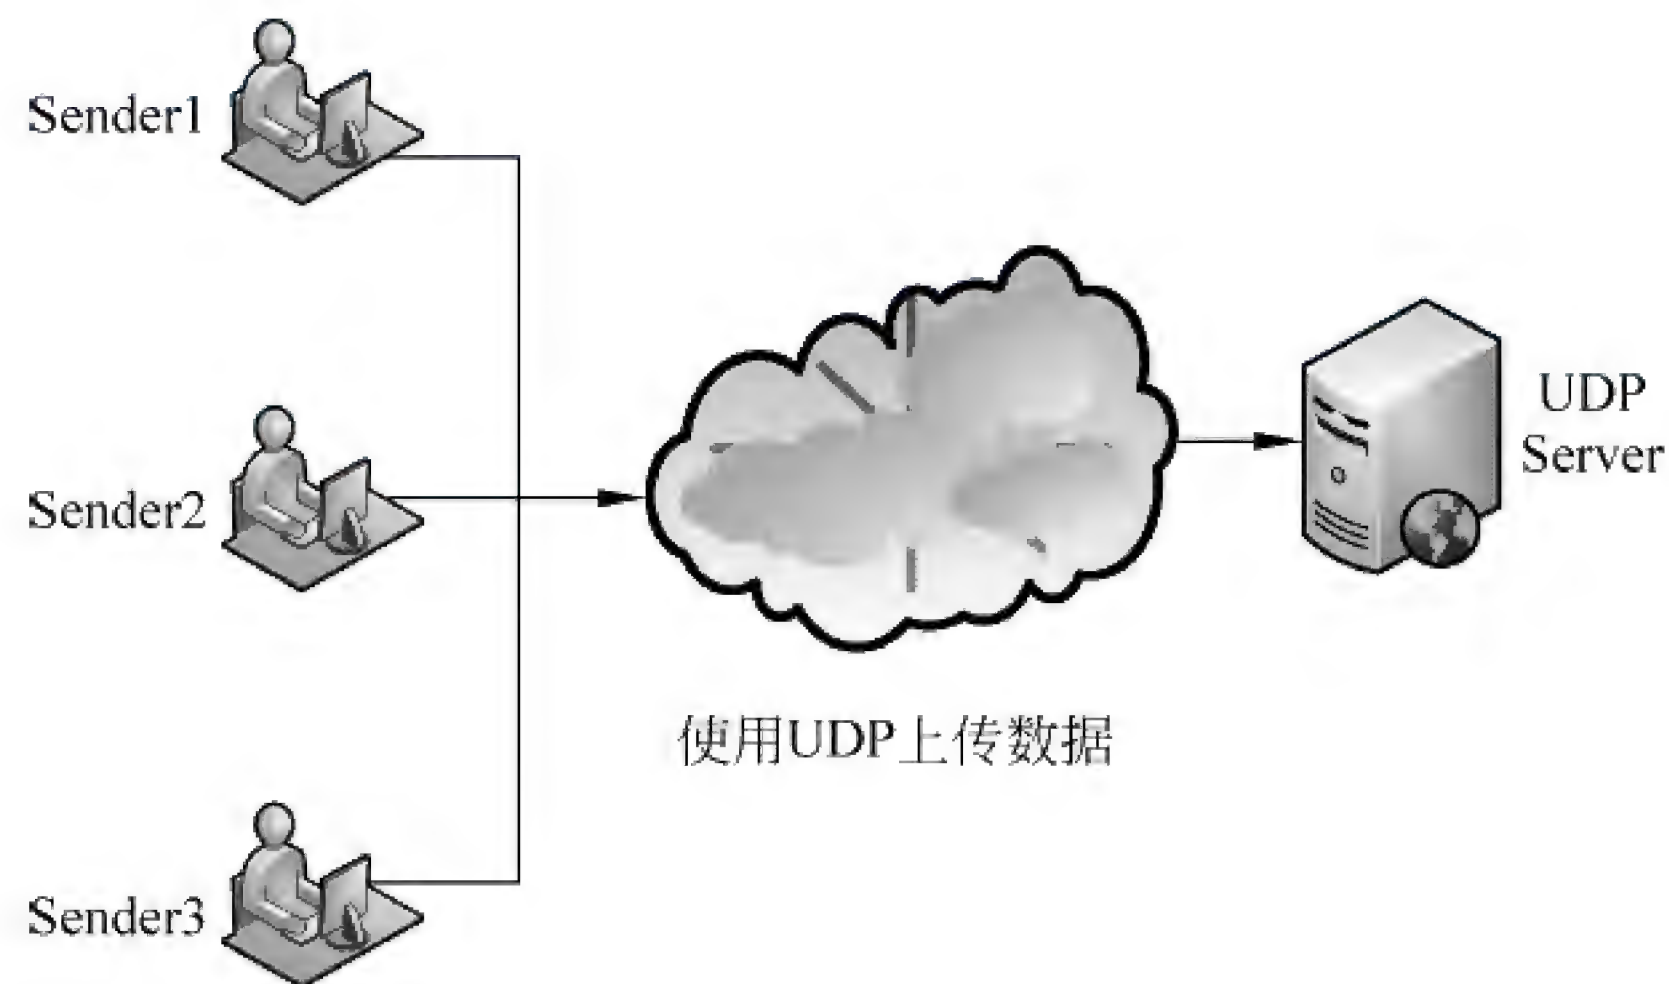 Sender1
UDP
Server
Sender2
使用UDP上传数据
Sender3